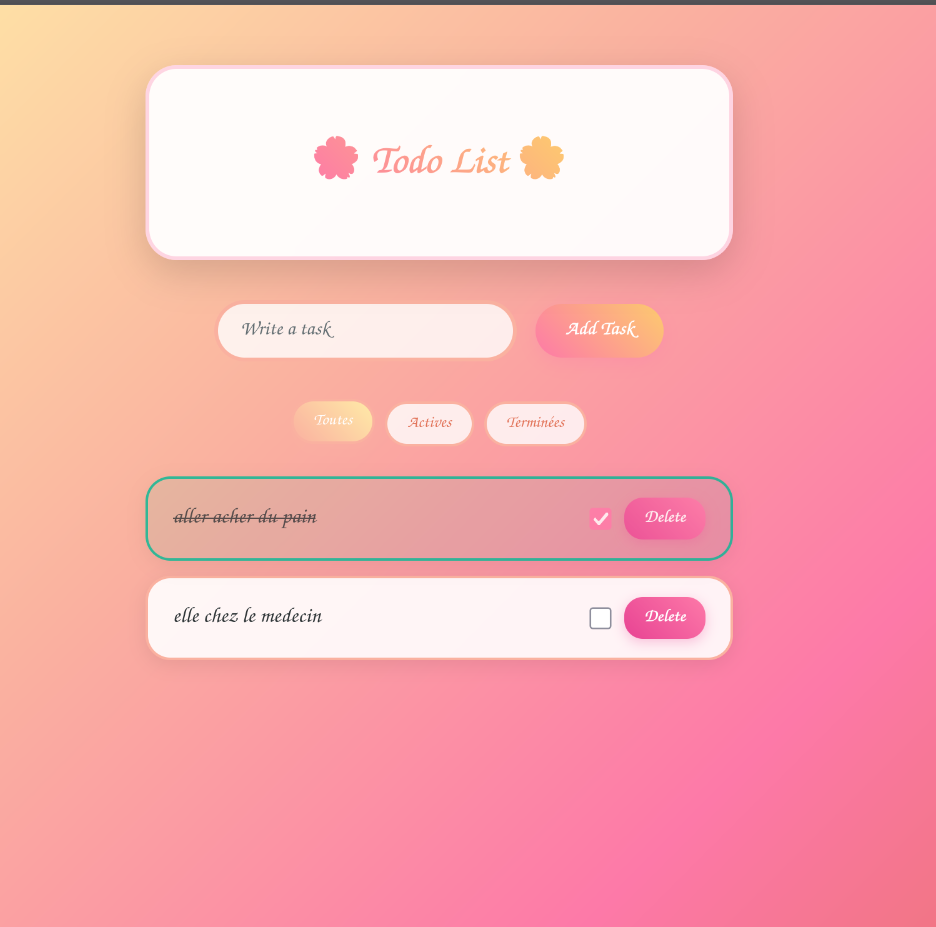 Todo List
Write a task
Add Task
Toutes
Actives
Terminées
aller acher du pain
Delete
elle chez le medecin
Delete